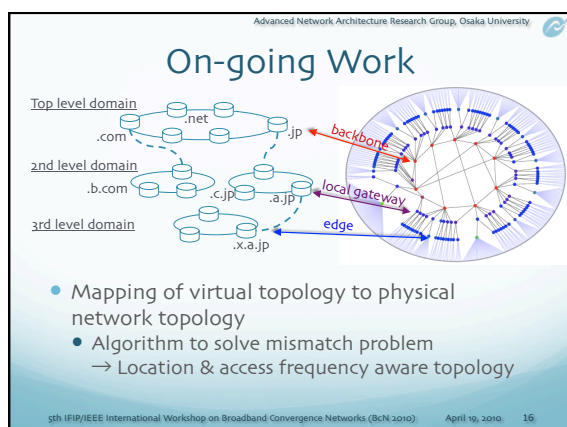 Advanced Network Architecture Research Group, Osaka University
On-going Work
Top level domain
.net
.com
.jp
backbone
2nd level domain
.b.com
.c.jp
.a.jp
local gateway
3rd level domain
.x.a.jp
edge
Mapping of virtual topology to physical
network topology
Algorithm to solve mismatch problem
→ Location & access frequency aware topology
5th IFIP/IEEE International Workshop on Broadband Convergence Networks (BcN 2010) April 19, 2010 16